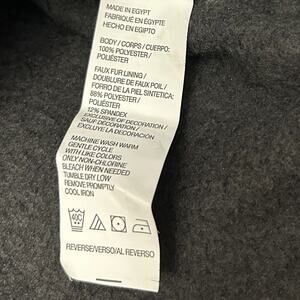 MADE IN EGYPT
FABRIQUÉ EN ÉGYPTE
HECHO EN EGIPTO
BODY / CORPS / CUERPO:
100% POLYESTER /
POLIÉSTER
FAUX FUR LINING /
DOUBLURE DE FAUX POIL /
FORRO DE LA PIEL SINTETICA:
88% POLYESTER /
POLIÉSTER
12% SPANDEX
EXCLUSIVE OF DECORATION /
SAUF DÉCORATION /
EXCLUYE LA DECORACIÓN
MACHINE WASH WARM
GENTLE CYCLE
WITH LIKE COLORS
ONLY NON-CHLORINE
BLEACH WHEN NEEDED
TUMBLE DRY LOW
REMOVE PROMPTLY
COOL IRON
40C
REVERSE/VERSO/AL REVERSO